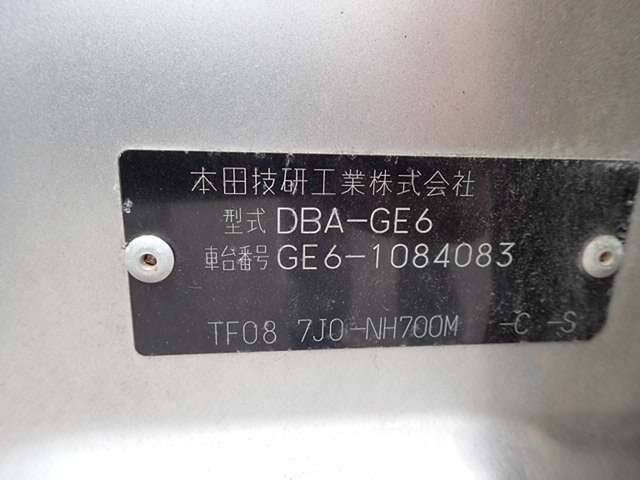 本田技研工業株式会社
型式 DBA-GE6
車台番号 GE6-1084083
TF08 7J0-NH700M -C -S